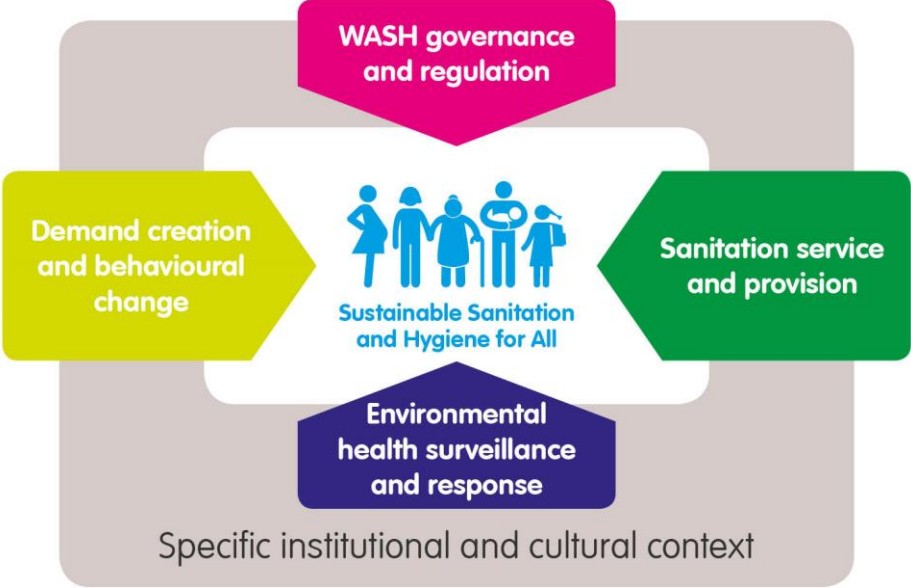 WASH governance
and regulation
Demand creation
and behavioural
change
Sustainable Sanitation
and Hygiene for All
Sanitation service
and provision
Environmental
health surveillance
and response
Specific institutional and cultural context